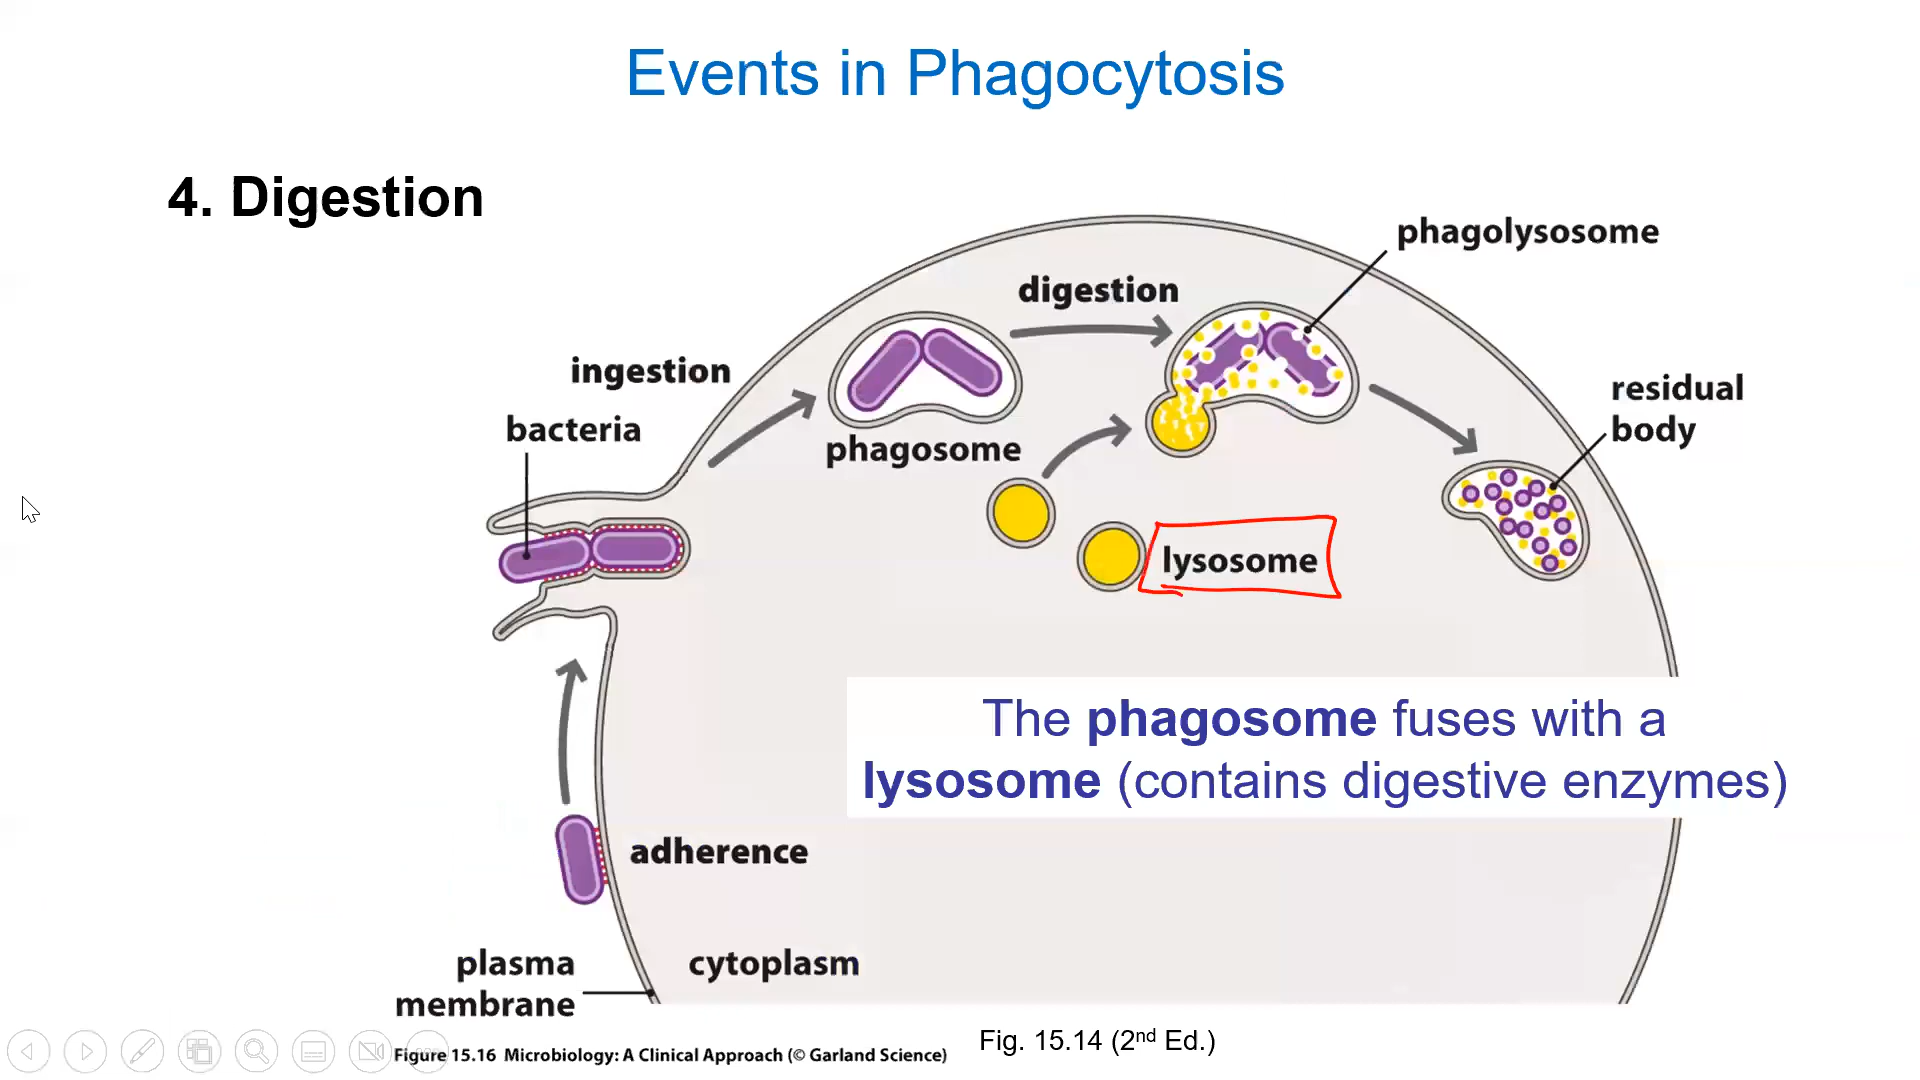 Events in Phagocytosis
4. Digestion
phagolysosome
digestion
ingestion
residual
body
bacteria
phagosome
lysosome
The phagosome fuses with a
lysosome (contains digestive enzymes)
adherence
plasma
membrane
cytoplasm
Figure 15.16 Microbiology: A Clinical Approach (© Garland Science)
Fig. 15.14 (2nd Ed.)